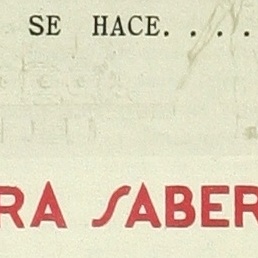 SE HACE. . . .
RA SABER